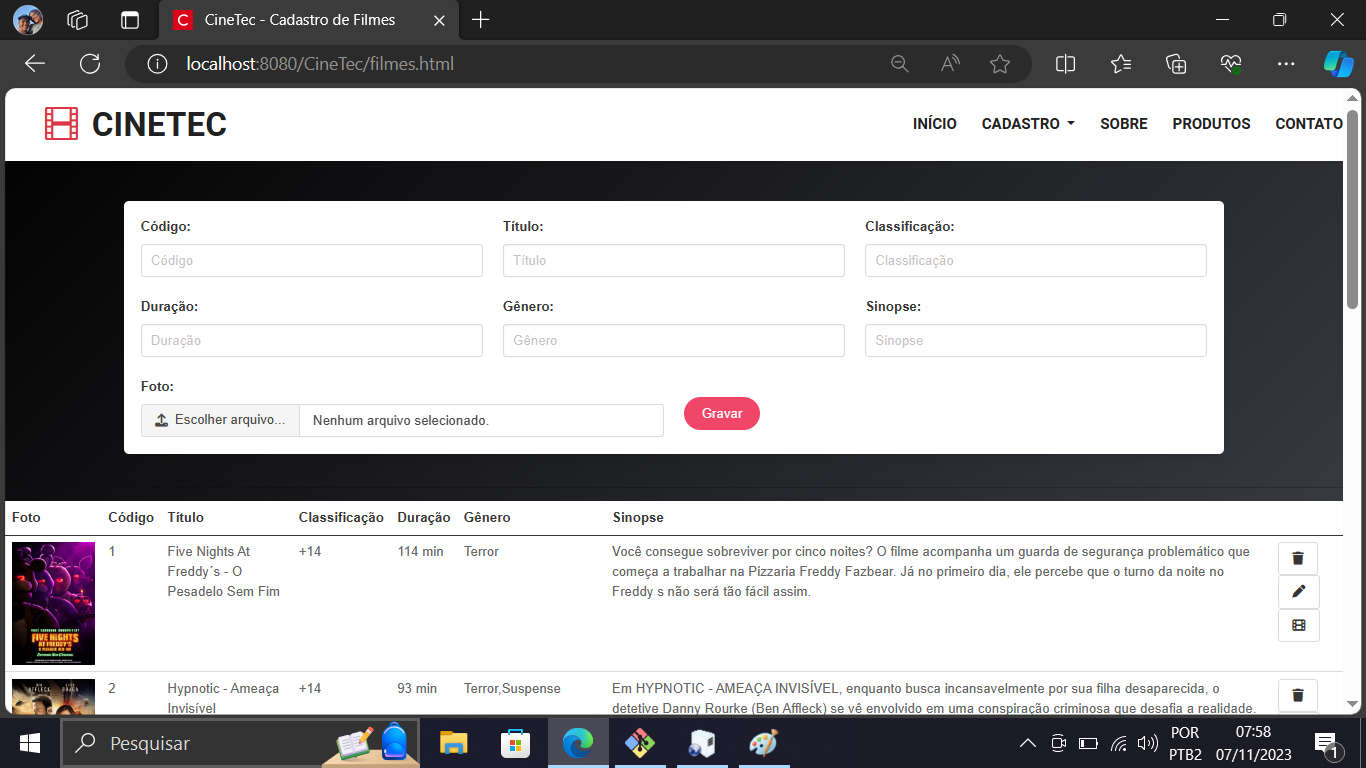 CineTec - Cadastro de Filmes
localhost:8080/CineTec/filmes.html
CINETEC
INÍCIO CADASTRO SOBRE PRODUTOS CONTATO
Código: Título: Classificação:
Código Título Classificação
Duração: Gênero: Sinopse:
Duração Gênero Sinopse
Foto:
Escolher arquivo... Nenhum arquivo selecionado. Gravar
Foto Código Título Classificação Duração Gênero Sinopse
1 Five Nights At +14 114 min Terror Você consegue sobreviver por cinco noites? O filme acompanha um guarda de segurança problemático que
Freddy´s - O começa a trabalhar na Pizzaria Freddy Fazbear. Já no primeiro dia, ele percebe que o turno da noite no
Pesadelo Sem Fim Freddy s não será tão fácil assim.
FIVE NIGHTS
AT FREDDY'S
O PESADELO SEM FIM
2 Hypnotic - Ameaça +14 93 min Terror,Suspense Em HYPNOTIC - AMEAÇA INVISÍVEL, enquanto busca incansavelmente por sua filha desaparecida, o
Invisível detetive Danny Rourke (Ben Affleck) se vê envolvido em uma conspiração criminosa que desafia a realidade.
Pesquisar
POR 07:58
PTB2 07/11/2023
1